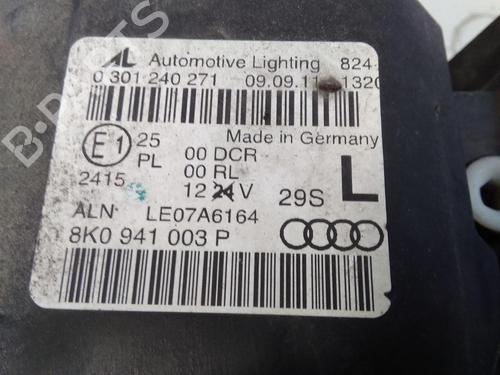 AL Automotive Lighting 824-
0 301 240 271 09.09.11 1320
Made in Germany
E1 25 00 DCR
PL 00 RL
2415 12 24 V 29S L
ALN LE07A6164
8K0 941 003 P
B-PARTS